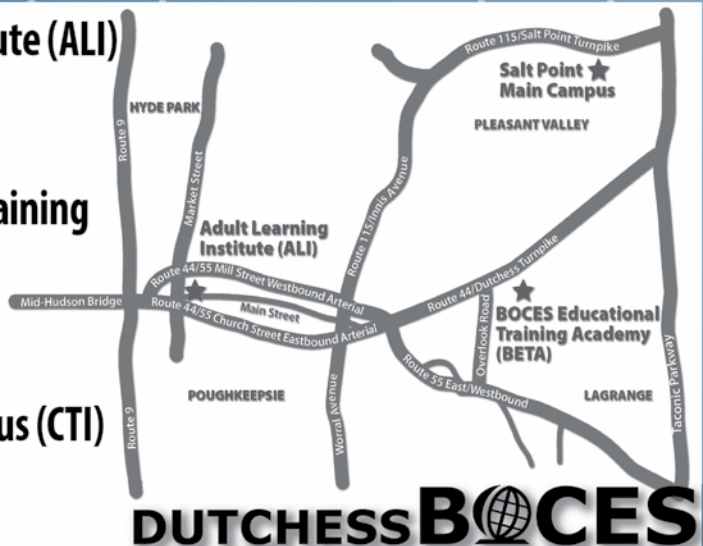 ute (ALI)
aining
us (CTI)
Route 115/Salt Point Turnpike
Salt Point
Main Campus
PLEASANT VALLEY
HYDE PARK
Route 9
Market Street
Route 115/Innis Avenue
Adult Learning
Institute (ALI)
Route 44/55 Mill Street Westbound Arterial
Mid-Hudson Bridge
Main Street
Route 44/55 Church Street Eastbound Arterial
Route 44/Dutchess Turnpike
Overlook Road
BOCES Educational
Training Academy
(BETA)
Route 55 East/Westbound
Taconic Parkway
POUGHKEEPSIE
LAGRANGE
Worral Avenue
Route 9
DUTCHESS BOCES